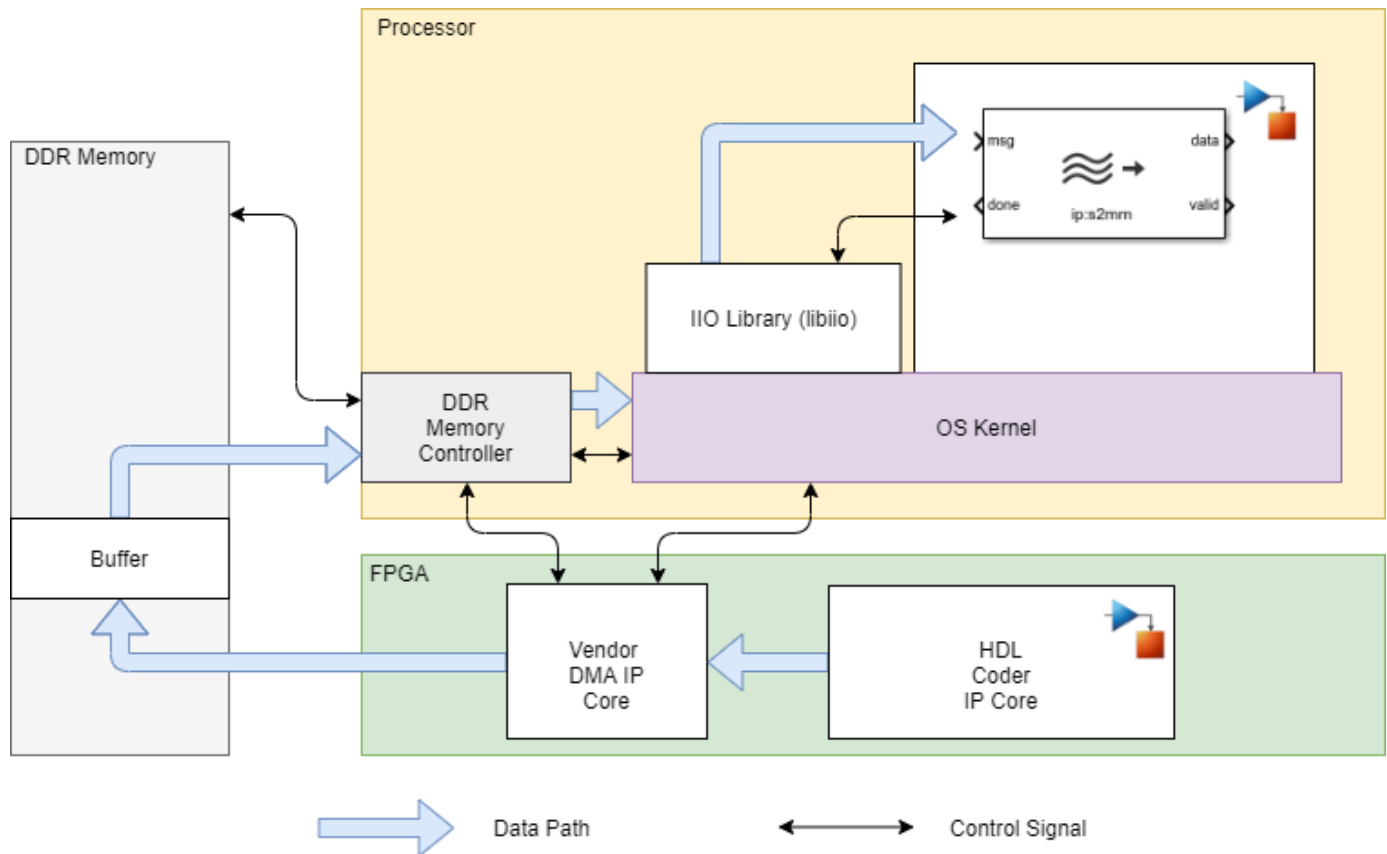 Processor
DDR Memory
msg
data
done
valid
ip:s2mm
IIO Library (libiio)
DDR
Memory
Controller
OS Kernel
Buffer
FPGA
Vendor
DMA IP
Core
HDL
Coder
IP Core
Data Path
Control Signal